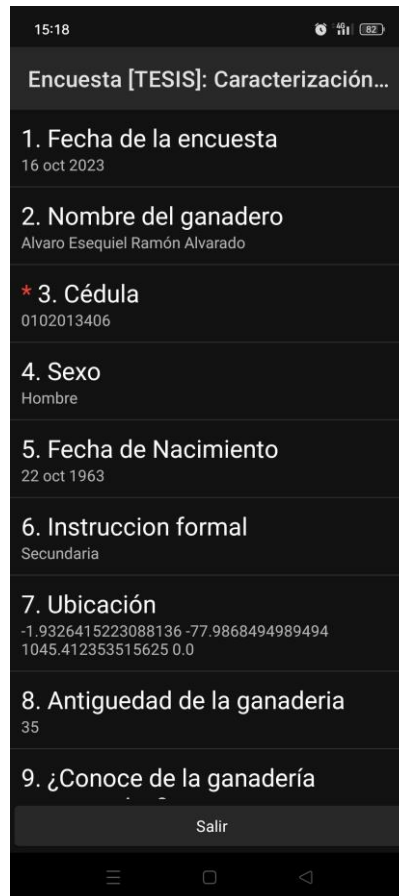 15:18
4G 82
Encuesta [TESIS]: Caracterización...
1. Fecha de la encuesta
16 oct 2023
2. Nombre del ganadero
Alvaro Esequiel Ramón Alvarado
* 3. Cédula
0102013406
4. Sexo
Hombre
5. Fecha de Nacimiento
22 oct 1963
6. Instruccion formal
Secundaria
7. Ubicación
-1.9326415223088136 -77.9868494989494
1045.412353515625 0.0
8. Antiguedad de la ganaderia
35
9. ¿Conoce de la ganadería
Salir